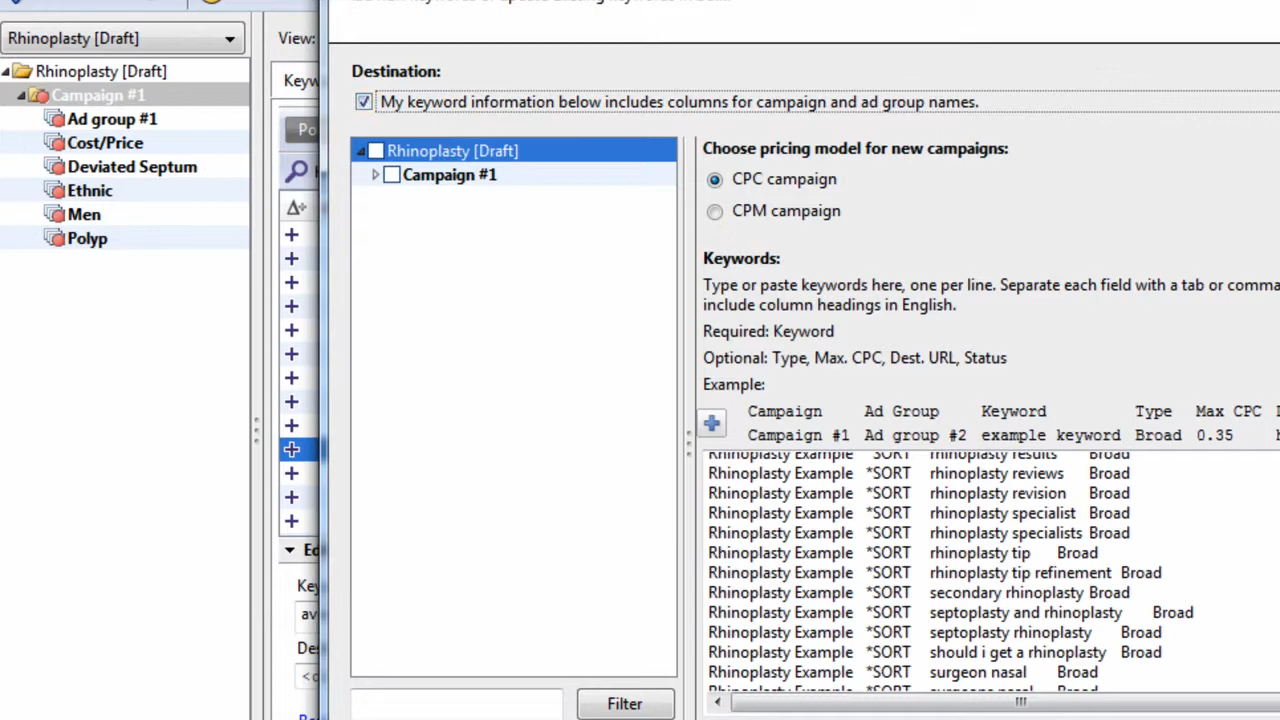 Rhinoplasty [Draft]
View:
Rhinoplasty [Draft]
Campaign #1
Ad group #1
Cost/Price
Deviated Septum
Ethnic
Men
Polyp
Keyw
Po
Destination:
My keyword information below includes columns for campaign and ad group names.
Rhinoplasty [Draft]
Campaign #1
Choose pricing model for new campaigns:
CPC campaign
CPM campaign
Keywords:
Type or paste keywords here, one per line. Separate each field with a tab or comma
include column headings in English.
Required: Keyword
Optional: Type, Max. CPC, Dest. URL, Status
Example:
Campaign Ad Group Keyword Type Max CPC
Campaign #1 Ad group #2 example keyword Broad 0.35
Rhinoplasty Example *SORT rhinoplasty results Broad
Rhinoplasty Example *SORT rhinoplasty reviews Broad
Rhinoplasty Example *SORT rhinoplasty revision Broad
Rhinoplasty Example *SORT rhinoplasty specialist Broad
Rhinoplasty Example *SORT rhinoplasty specialists Broad
Rhinoplasty Example *SORT rhinoplasty tip Broad
Rhinoplasty Example *SORT rhinoplasty tip refinement Broad
Rhinoplasty Example *SORT secondary rhinoplasty Broad
Rhinoplasty Example *SORT septoplasty and rhinoplasty Broad
Rhinoplasty Example *SORT septoplasty rhinoplasty Broad
Rhinoplasty Example *SORT should i get a rhinoplasty Broad
Rhinoplasty Example *SORT surgeon nasal Broad
Filter